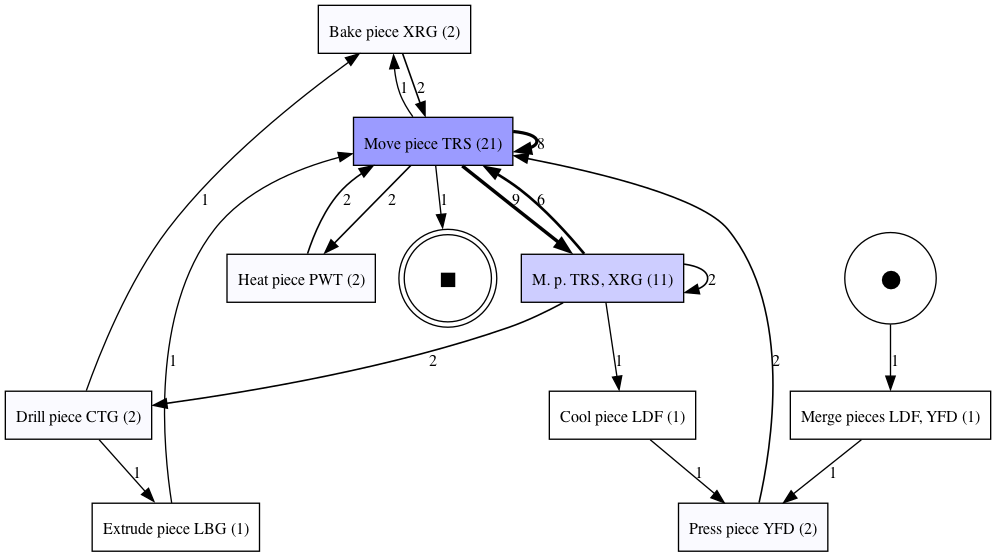 Bake piece XRG (2)
1
2
Move piece TRS (21)
8
1
2
2
1
9
6
Heat piece PWT (2)
M. p. TRS, XRG (11)
2
1
2
1
2
1
Drill piece CTG (2)
Cool piece LDF (1)
Merge pieces LDF, YFD (1)
1
1
1
Extrude piece LBG (1)
Press piece YFD (2)